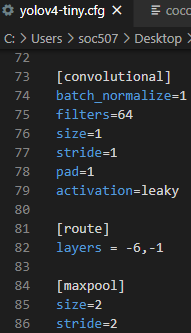 yolov4-tiny.cfg
C: > Users > soc507 > Desktop >
72
73 [convolutional]
74 batch_normalize=1
75 filters=64
76 size=1
77 stride=1
78 pad=1
79 activation=leaky
80
81 [route]
82 layers = -6,-1
83
84 [maxpool]
85 size=2
86 stride=2